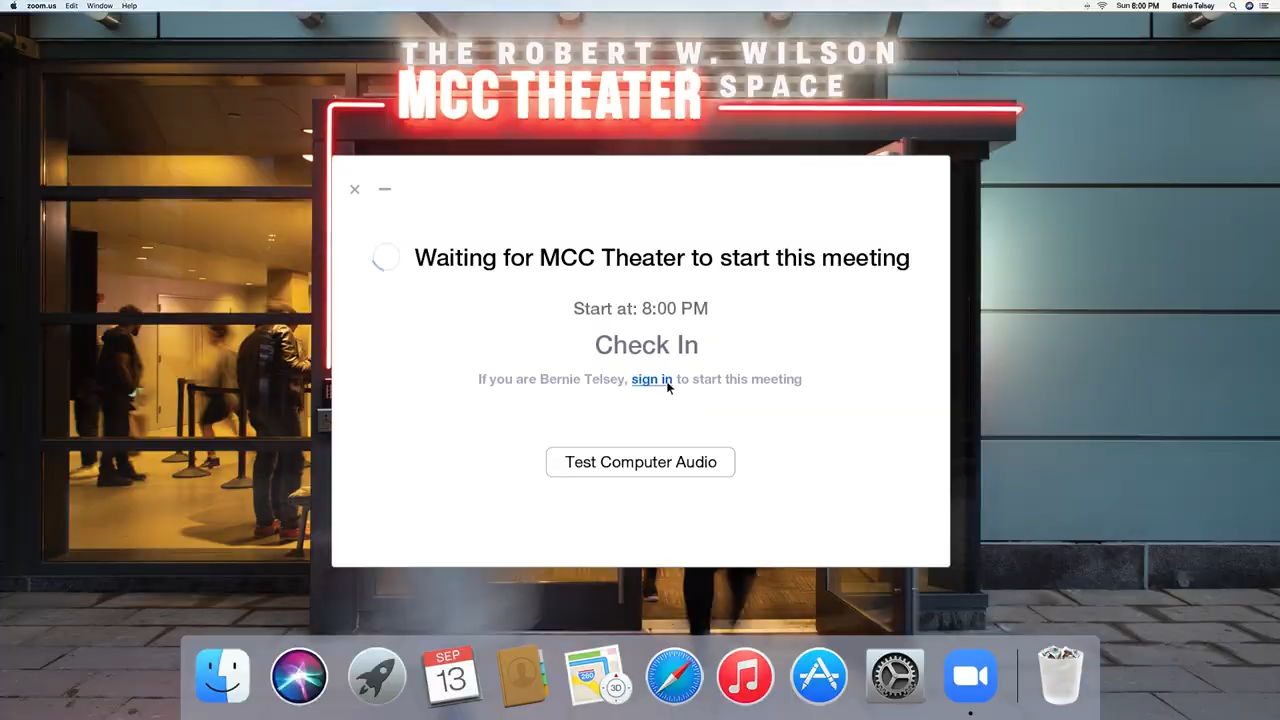 zoom.us Edit Window Help
Sun 8:00 PM Bernie Telsey
THE ROBERT W. WILSON
MCC THEATER SPACE
Waiting for MCC Theater to start this meeting
Start at: 8:00 PM
Check In
If you are Bernie Telsey, sign in to start this meeting
Test Computer Audio
SEP
13
280
3D